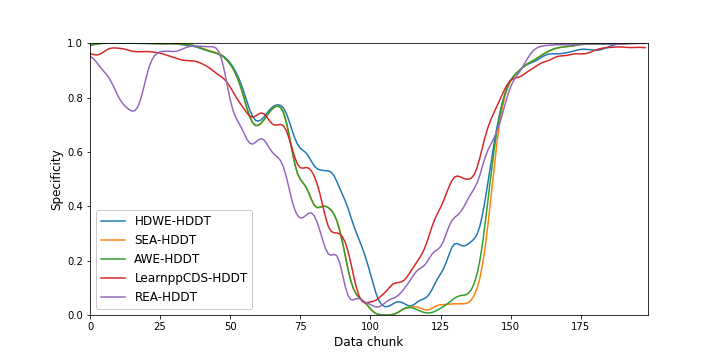 1.0
0.8
0.6
0.4
0.2
0.0
Specificity
HDWE-HDDT
SEA-HDDT
AWE-HDDT
LearnppCDS-HDDT
REA-HDDT
0 25 50 75 100 125 150 175
Data chunk